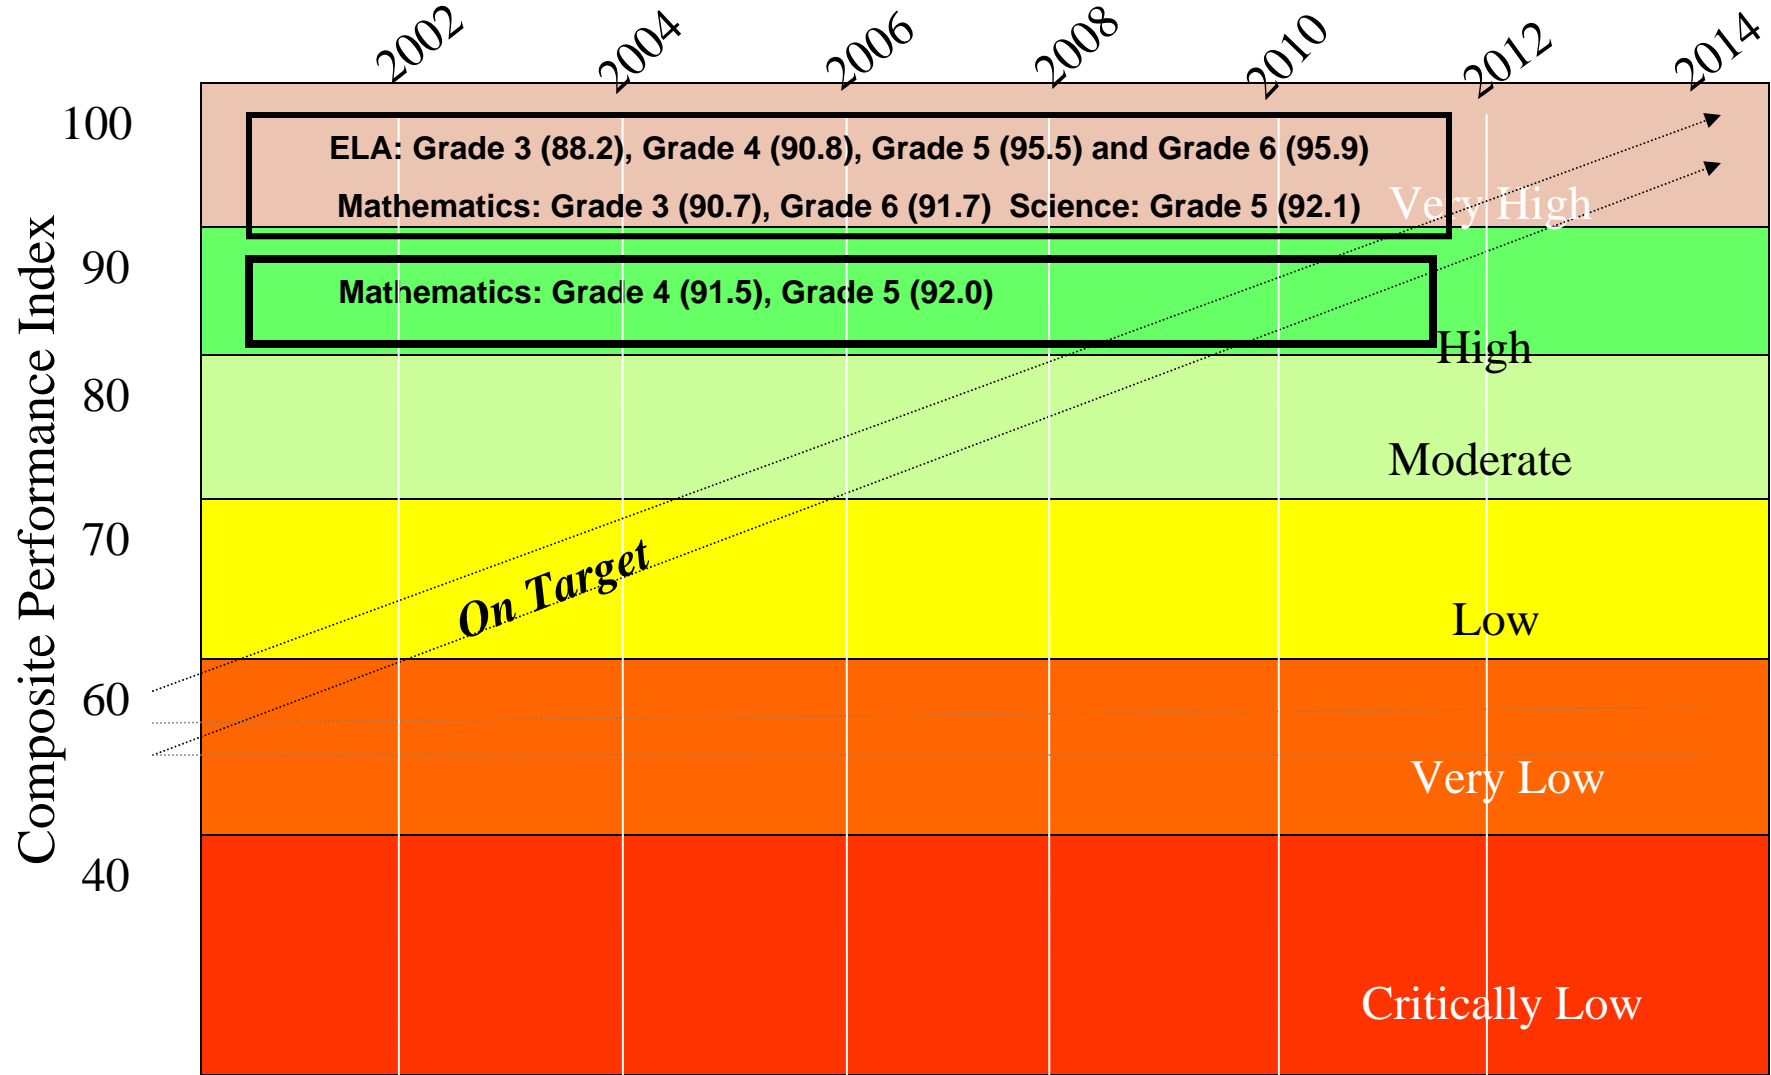 2002
2004
2006
2008
2010
2012
2014
Composite Performance Index
100
ELA: Grade 3 (88.2), Grade 4 (90.8), Grade 5 (95.5) and Grade 6 (95.9)
Mathematics: Grade 3 (90.7), Grade 6 (91.7)  Science: Grade 5 (92.1)
Very High
90
Mathematics: Grade 4 (91.5), Grade 5 (92.0)
High
80
Moderate
70
On Target
Low
60
Very Low
40
Critically Low